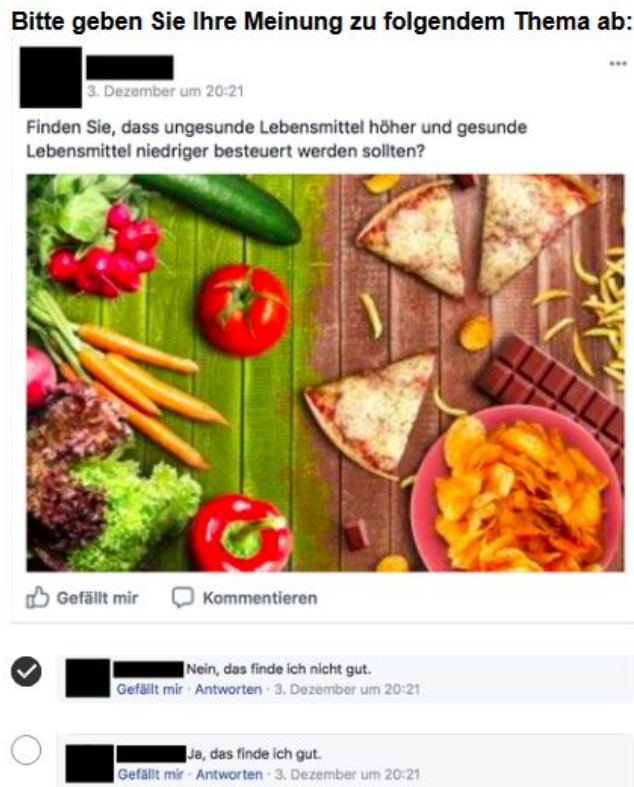 Bitte geben Sie Ihre Meinung zu folgendem Thema ab:
3. Dezember um 20:21
Finden Sie, dass ungesunde Lebensmittel höher und gesunde
Lebensmittel niedriger besteuert werden sollten?
Gefällt mir Kommentieren
Nein, das finde ich nicht gut.
Gefällt mir · Antworten · 3. Dezember um 20:21
Ja, das finde ich gut.
Gefällt mir · Antworten · 3. Dezember um 20:21